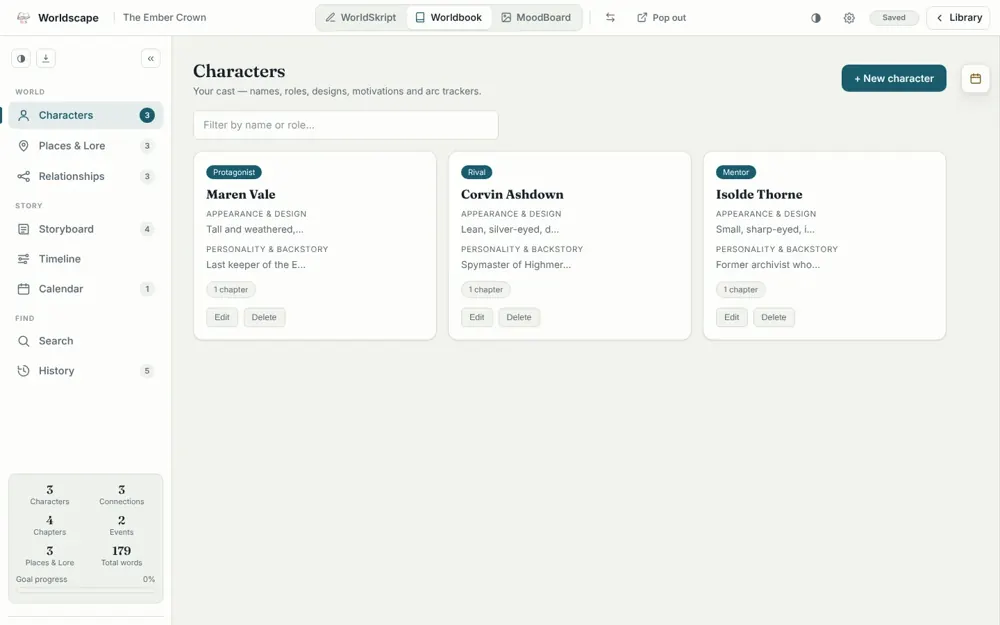 Worldscape
The Ember Crown
WorldSkript
Worldbook
MoodBoard
Pop out
Saved
Library
WORLD
Characters 3
Places & Lore 3
Relationships 3
STORY
Storyboard 4
Timeline
Calendar 1
FIND
Search
History 5
3 3
Characters Connections
4 2
Chapters Events
3 179
Places & Lore Total words
Goal progress 0%
Characters
Your cast — names, roles, designs, motivations and arc trackers.
+ New character
Filter by name or role...
Protagonist
Maren Vale
APPEARANCE & DESIGN
Tall and weathered,...
PERSONALITY & BACKSTORY
Last keeper of the E...
1 chapter
Edit Delete
Rival
Corvin Ashdown
APPEARANCE & DESIGN
Lean, silver-eyed, d...
PERSONALITY & BACKSTORY
Spymaster of Highmer...
1 chapter
Edit Delete
Mentor
Isolde Thorne
APPEARANCE & DESIGN
Small, sharp-eyed, i...
PERSONALITY & BACKSTORY
Former archivist who...
1 chapter
Edit Delete